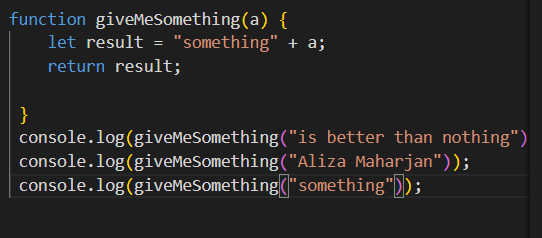 function giveMeSomething(a) {
let result = "something" + a;
return result;
}
console.log(giveMeSomething("is better than nothing")
console.log(giveMeSomething("Aliza Maharjan"));
console.log(giveMeSomething("something"));